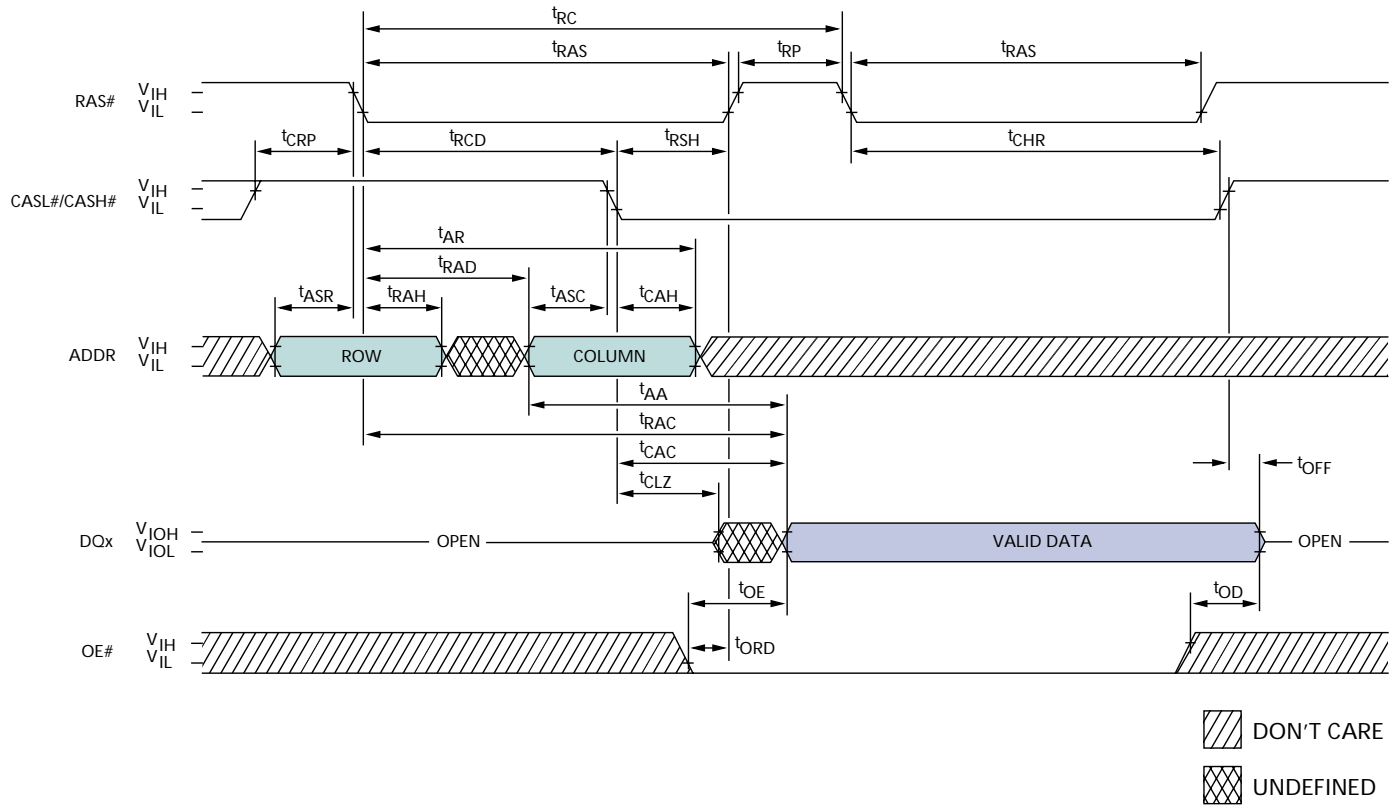 tRC
tRAS tRP tRAS
RAS# VIH
VIL
tCRP tRCD tRSH tCHR
CASL#/CASH# VIH
VIL
tAR
tRAD
tASR tRAH tASC tCAH
ADDR VIH
VIL
ROW COLUMN
tAA
tRAC
tCAC
tCLZ tOFF
DQx VIOH
VIOL
OPEN VALID DATA OPEN
tOE tOD
tORD
OE# VIH
VIL
DON'T CARE
UNDEFINED